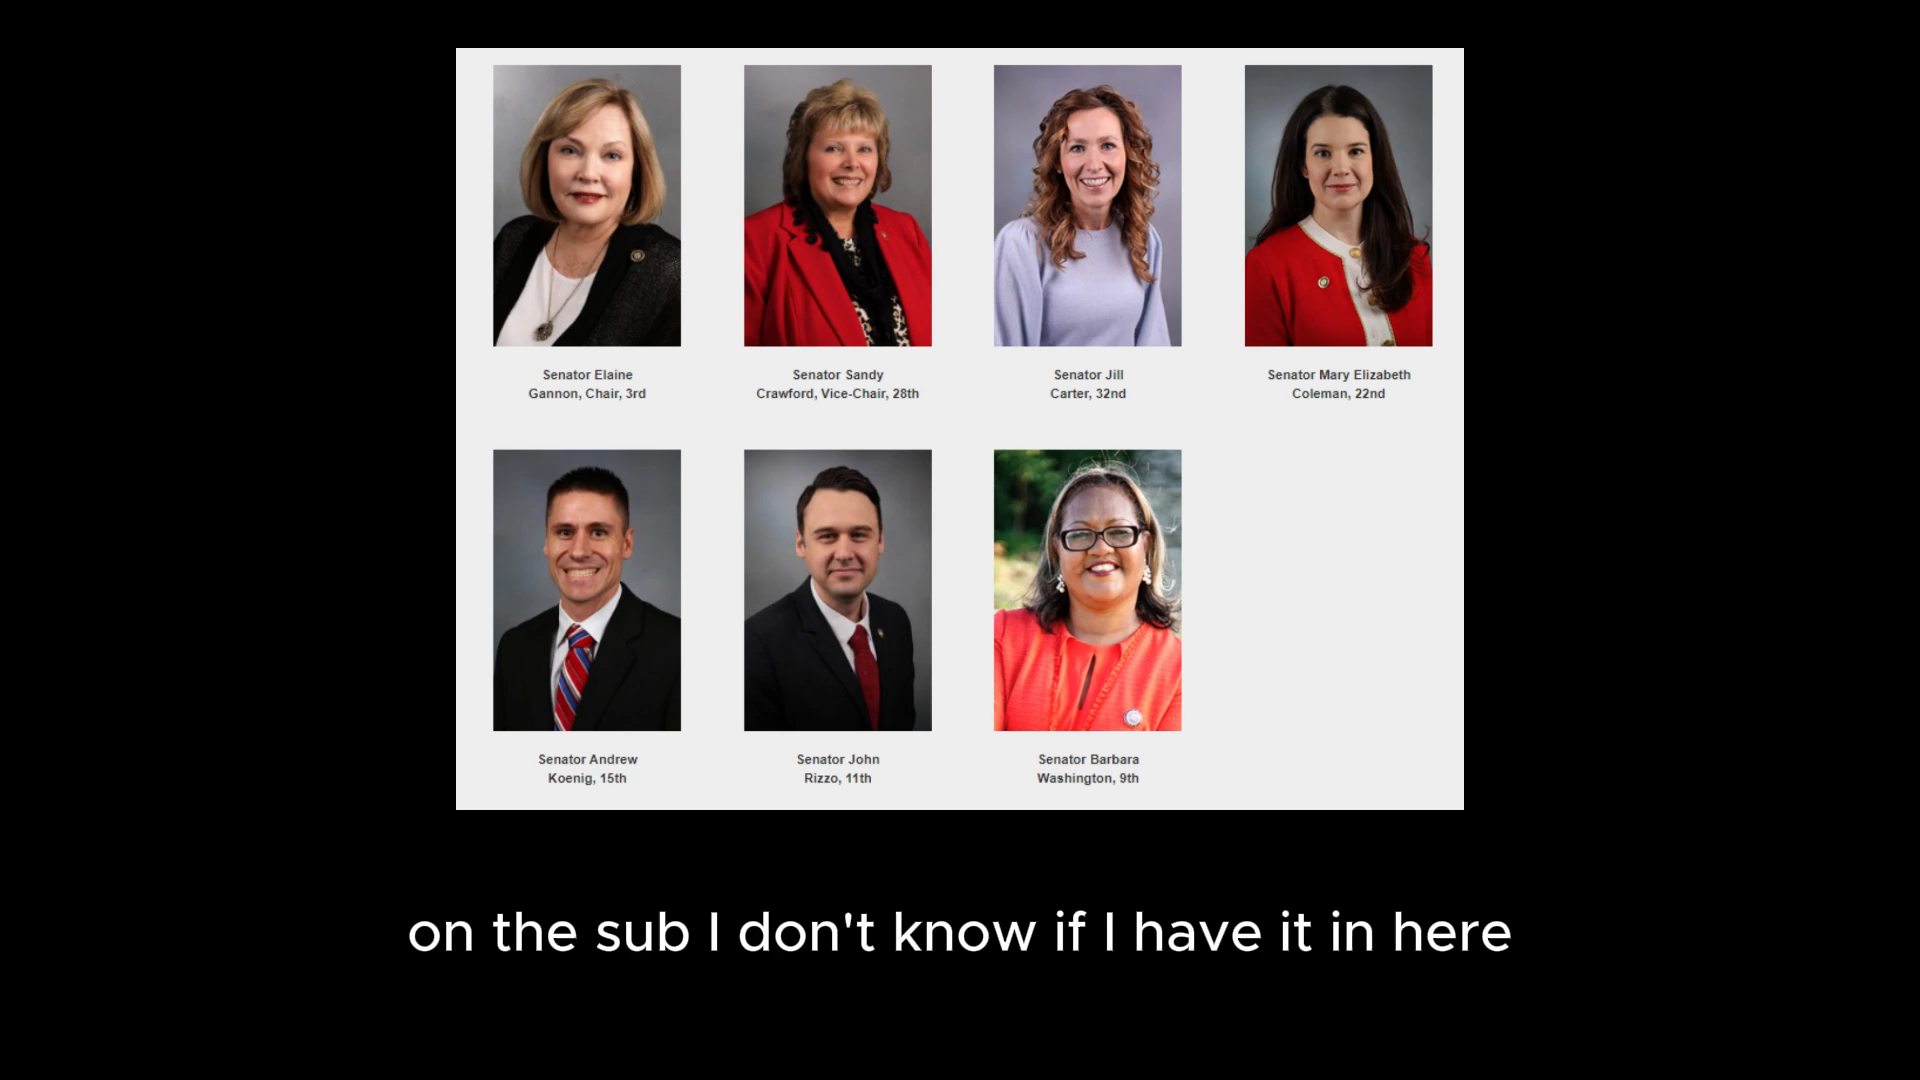 Senator Elaine
Gannon, Chair, 3rd
Senator Sandy
Crawford, Vice-Chair, 28th
Senator Jill
Carter, 32nd
Senator Mary Elizabeth
Coleman, 22nd
Senator Andrew
Koenig, 15th
Senator John
Rizzo, 11th
Senator Barbara
Washington, 9th
on the sub I don't know if I have it in here